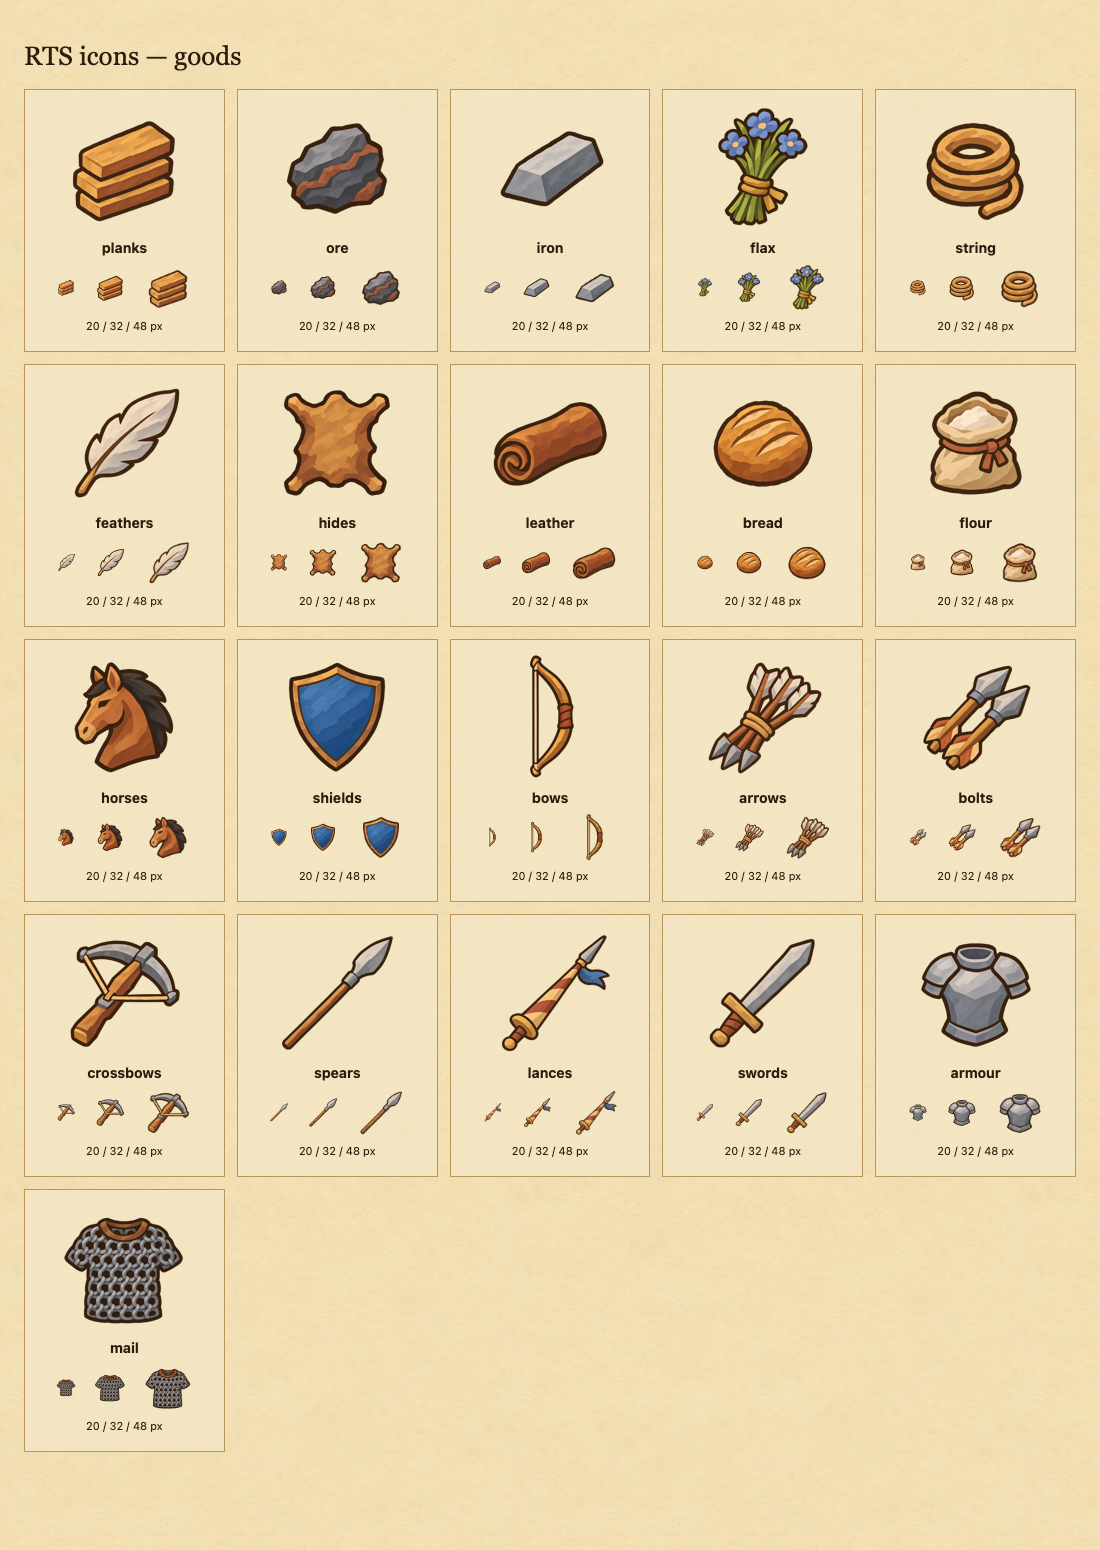 RTS icons — goods
planks
20 / 32 / 48 px
ore
20 / 32 / 48 px
iron
20 / 32 / 48 px
flax
20 / 32 / 48 px
string
20 / 32 / 48 px
feathers
20 / 32 / 48 px
hides
20 / 32 / 48 px
leather
20 / 32 / 48 px
bread
20 / 32 / 48 px
flour
20 / 32 / 48 px
horses
20 / 32 / 48 px
shields
20 / 32 / 48 px
bows
20 / 32 / 48 px
arrows
20 / 32 / 48 px
bolts
20 / 32 / 48 px
crossbows
20 / 32 / 48 px
spears
20 / 32 / 48 px
lances
20 / 32 / 48 px
swords
20 / 32 / 48 px
armour
20 / 32 / 48 px
mail
20 / 32 / 48 px